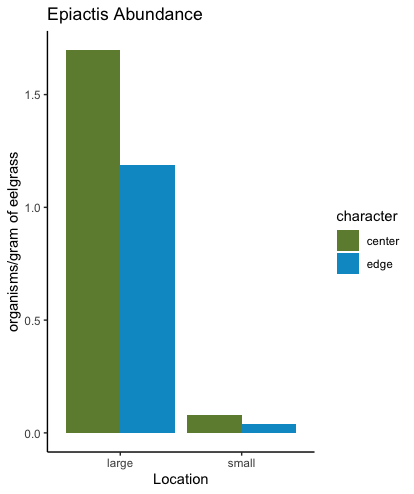 Epiactis Abundance
organisms/gram of eelgrass
1.5
1.0
0.5
0.0
large
small
Location
character
center
edge